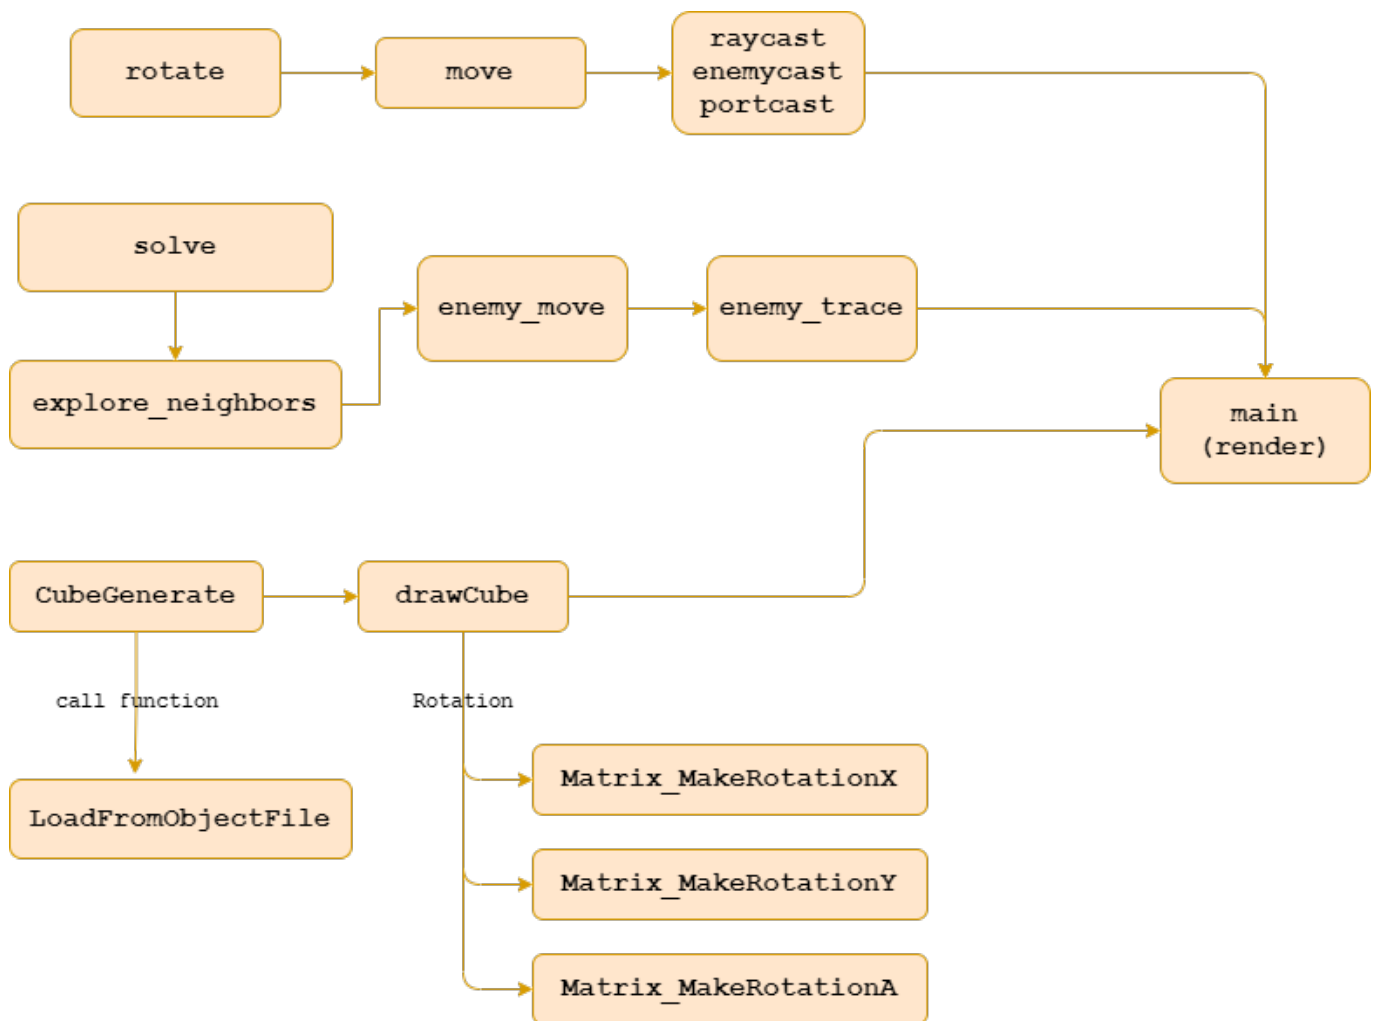 rotate
move
raycast
enemycast
portcast
solve
enemy_move
enemy_trace
explore_neighbors
main
(render)
CubeGenerate
drawCube
call function
Rotation
Matrix_MakeRotationX
LoadFromObjectFile
Matrix_MakeRotationY
Matrix_MakeRotationA